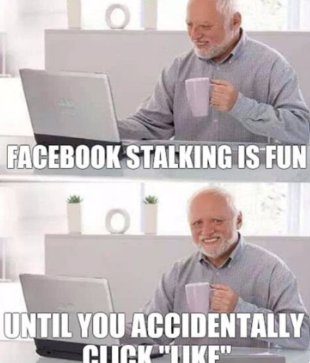 FACEBOOK STALKING IS FUN
UNTIL YOU ACCIDENTALLY
CLICK "LIKE"